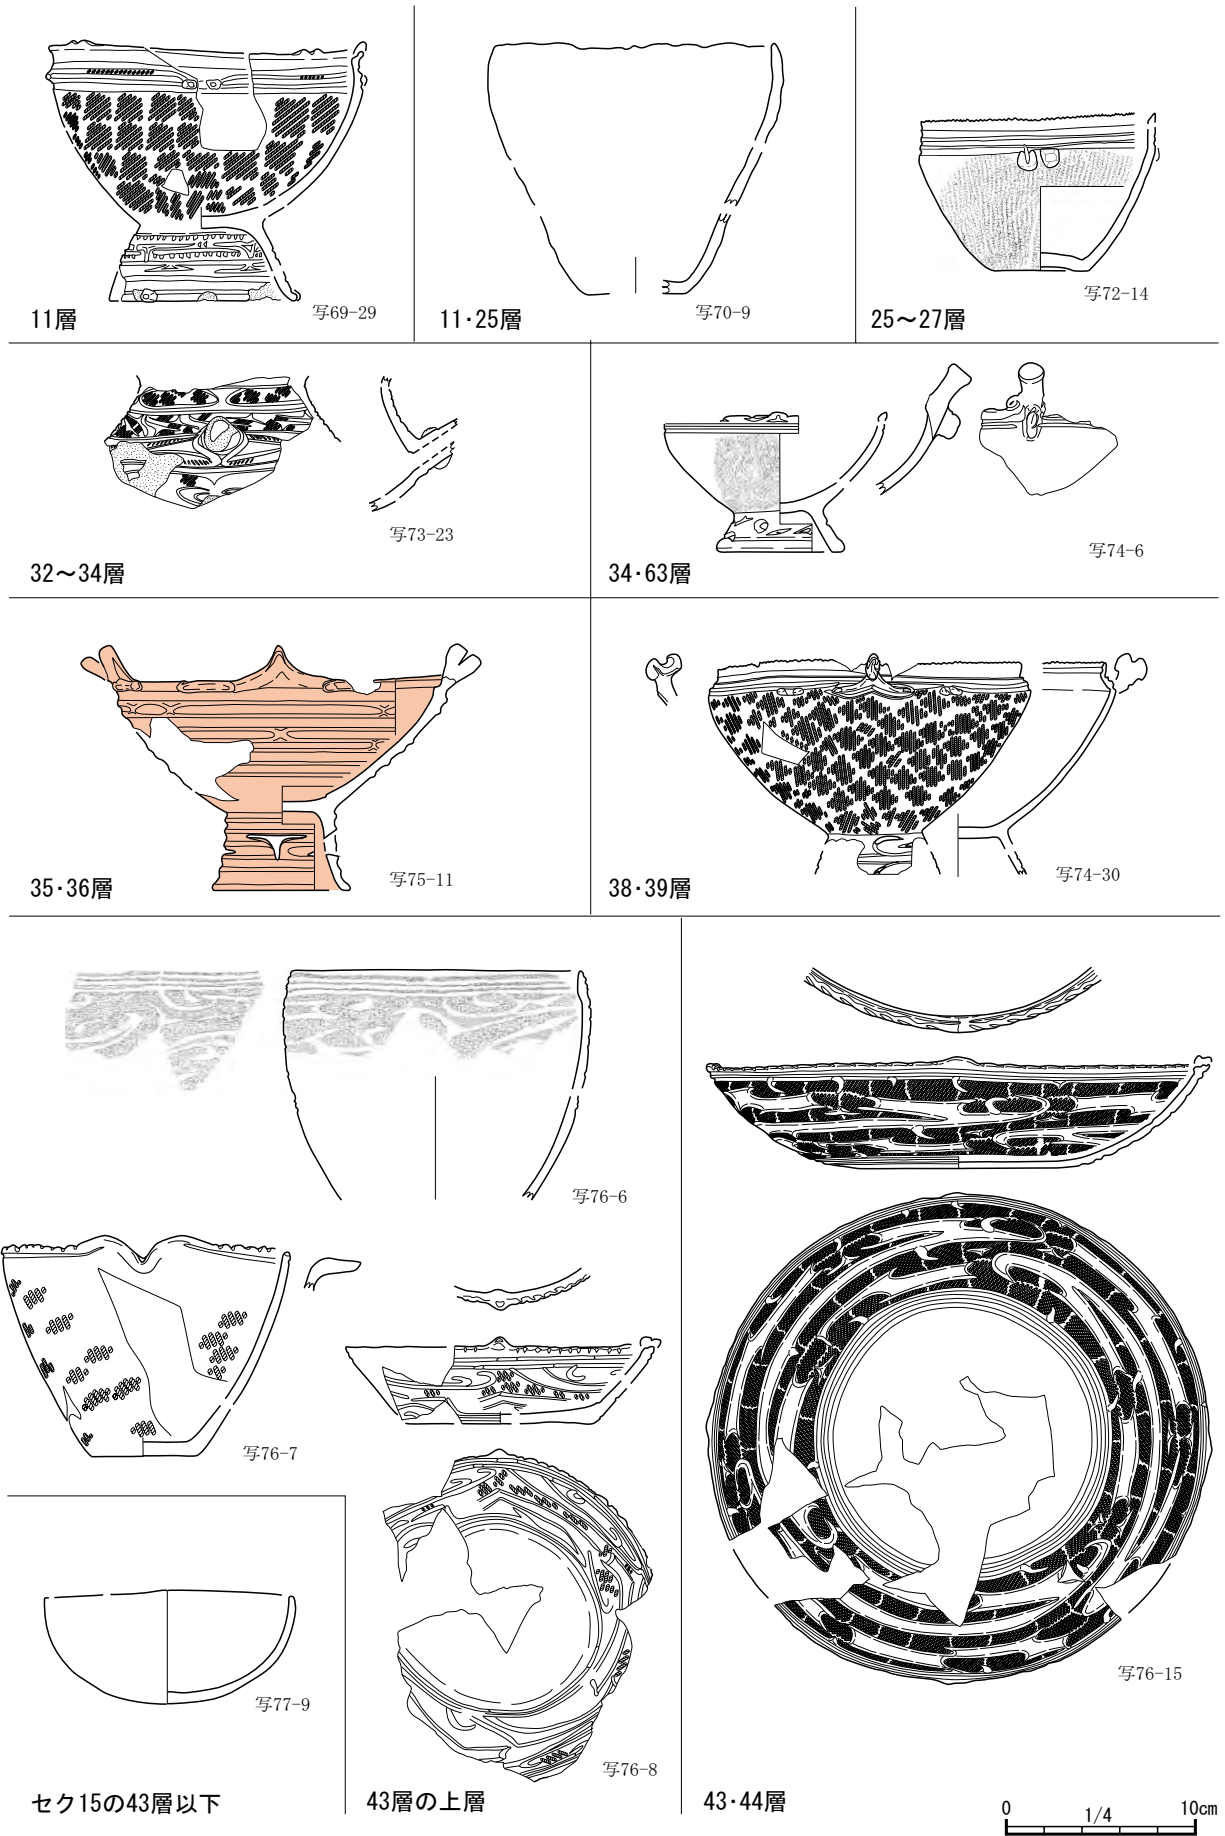 写69-29
11層
写70-9
11･25層
写72-14
25～27層
写73-23
32～34層
写74-6
34･63層
写75-11
35･36層
写74-30
38･39層
写76-6
写76-7
写76-8
43層の上層
写77-9
セク15の43層以下
写76-15
43･44層
0 1/4 10cm